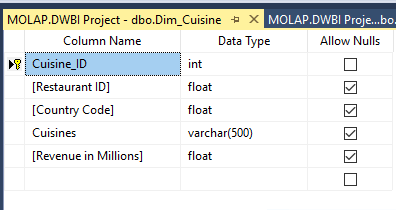 MOLAP.DWBI Project - dbo.Dim_Cuisine MOLAP.DWBI Proje...bo.
Column Name Data Type Allow Nulls
Cuisine_ID int
[Restaurant ID] float
[Country Code] float
Cuisines varchar(500)
[Revenue in Millions] float